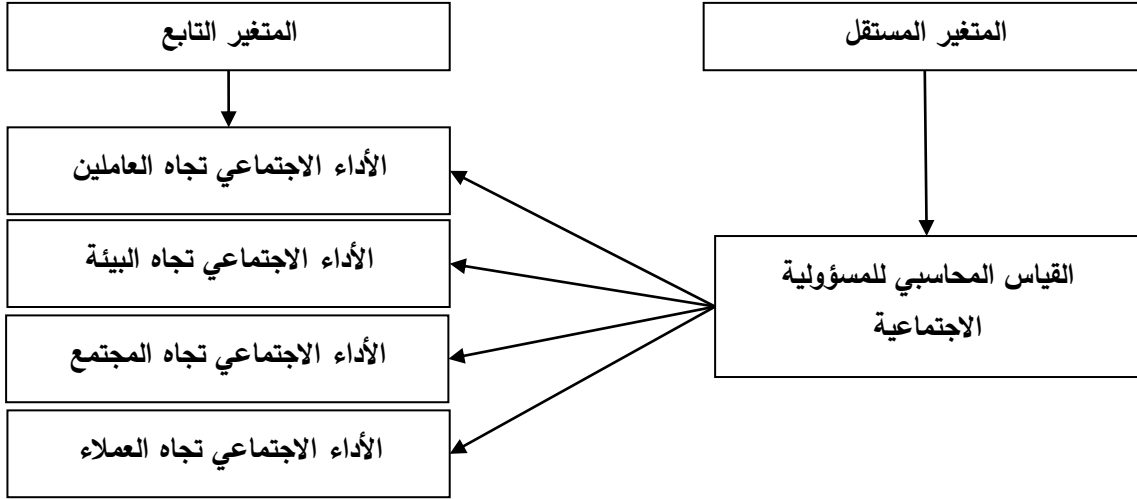 المتغير المستقل
المتغير التابع
القياس المحاسبي للمسؤولية
الاجتماعية
الأداء الاجتماعي تجاه العاملين
الأداء الاجتماعي تجاه البيئة
الأداء الاجتماعي تجاه المجتمع
الأداء الاجتماعي تجاه العملاء